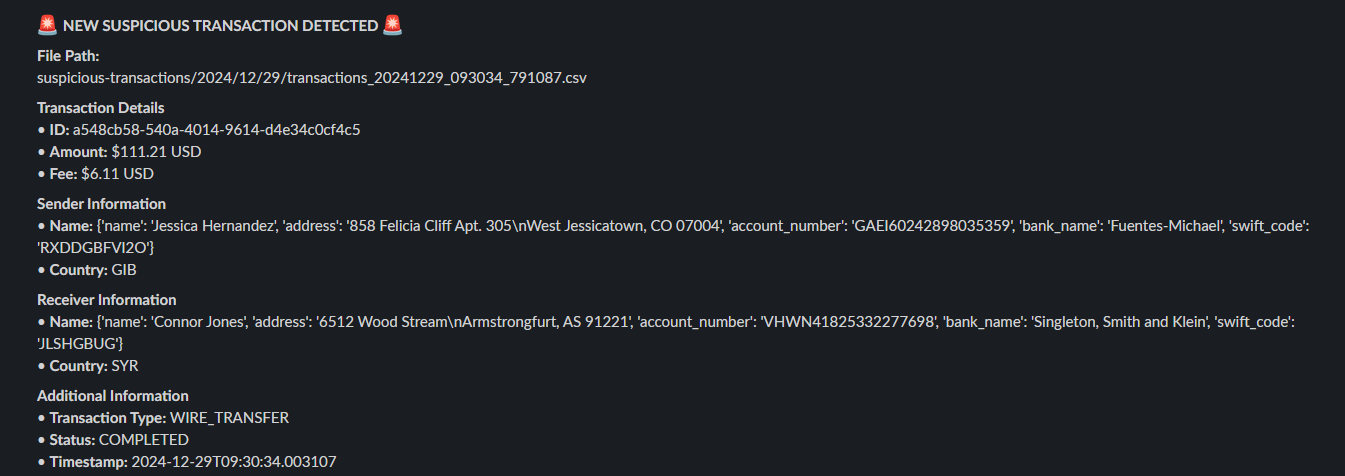 🚨 NEW SUSPICIOUS TRANSACTION DETECTED 🚨
File Path:
suspicious-transactions/2024/12/29/transactions_20241229_093034_791087.csv
Transaction Details
• ID: a548cb58-540a-4014-9614-d4e34c0cf4c5
• Amount: $111.21 USD
• Fee: $6.11 USD
Sender Information
• Name: {'name': 'Jessica Hernandez', 'address': '858 Felicia Cliff Apt. 305\nWest Jessicatown, CO 07004', 'account_number': 'GAEI60242898035359', 'bank_name': 'Fuentes-Michael', 'swift_code':
'RXDDGBFVI2O'}
• Country: GIB
Receiver Information
• Name: {'name': 'Connor Jones', 'address': '6512 Wood Stream\nArmstrongfurt, AS 91221', 'account_number': 'VHWN41825332277698', 'bank_name': 'Singleton, Smith and Klein', 'swift_code':
'JLSHGBUG'}
• Country: SYR
Additional Information
• Transaction Type: WIRE_TRANSFER
• Status: COMPLETED
• Timestamp: 2024-12-29T09:30:34.003107